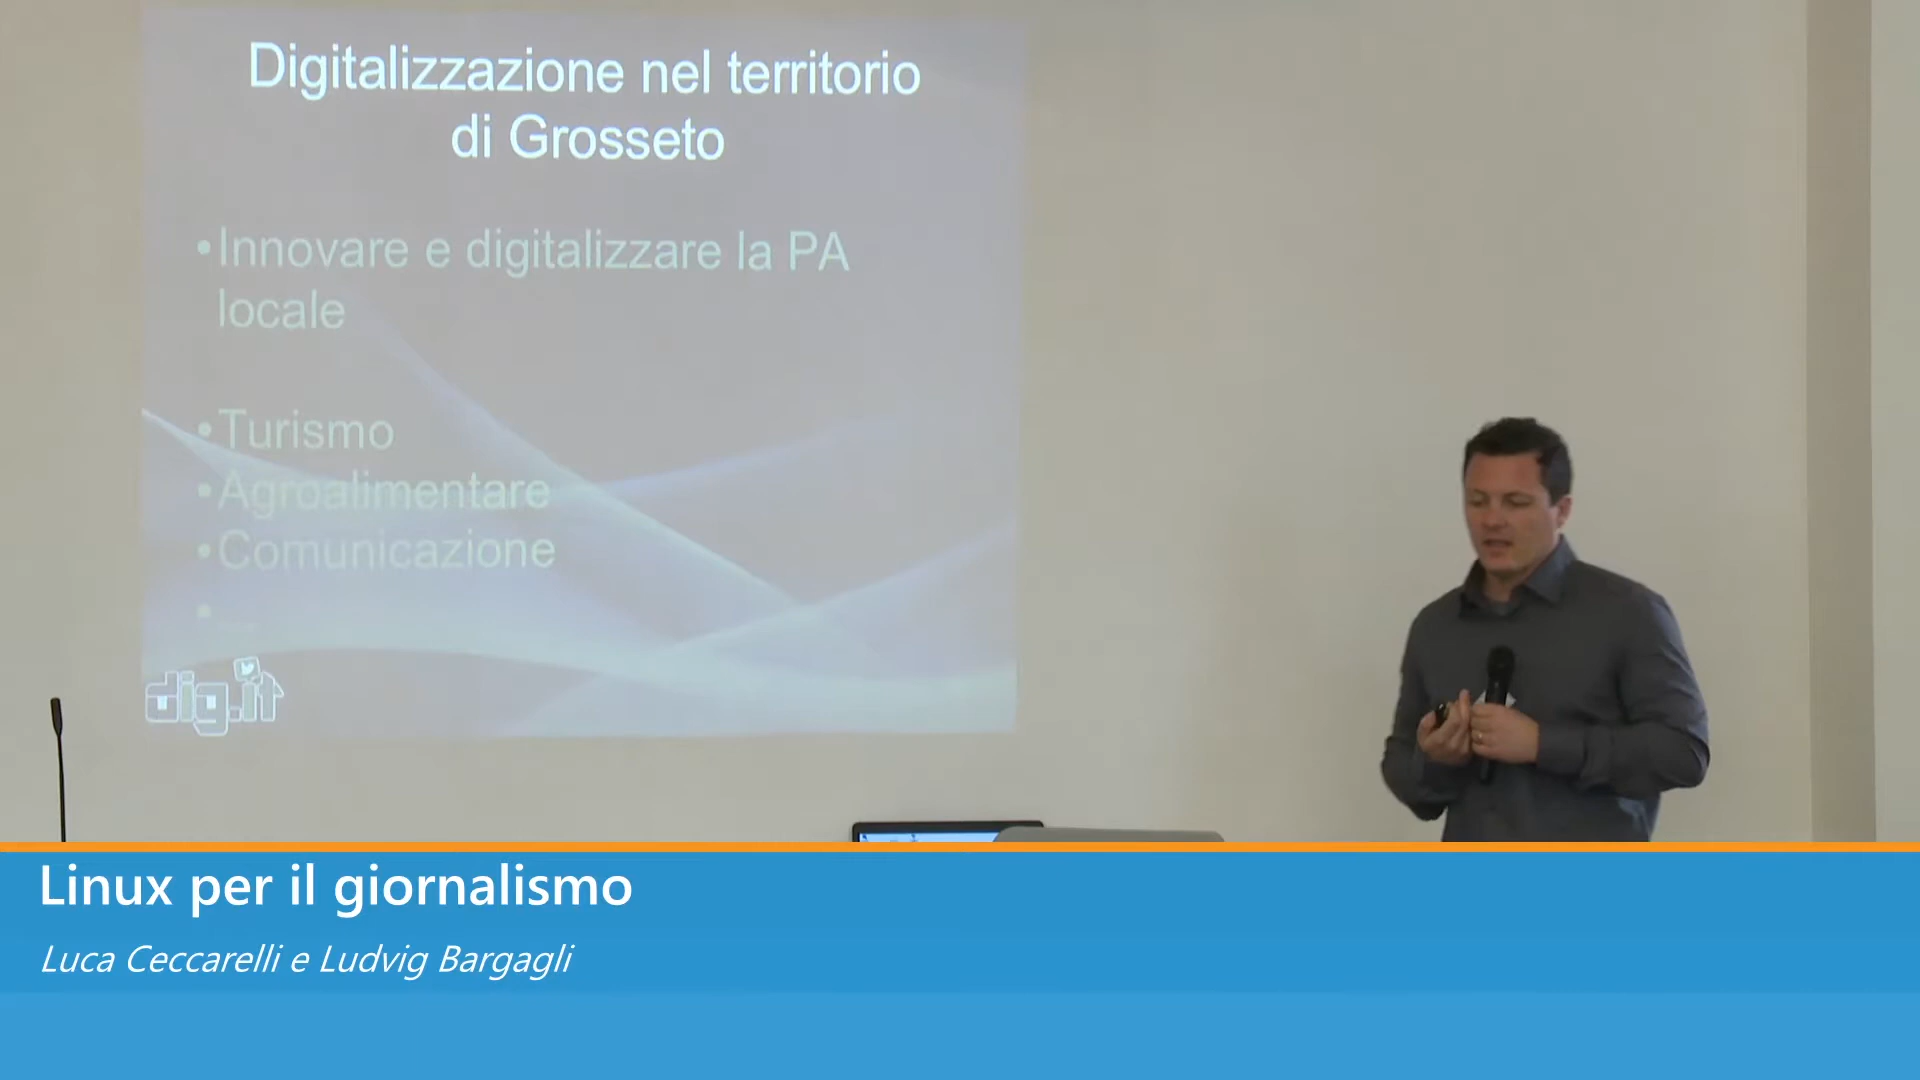 Digitalizzazione nel territorio
di Grosseto
•Innovare e digitalizzare la PA
locale
•Turismo
•Agroalimentare
•Comunicazione
•...
dig.it
Linux per il giornalismo
Luca Ceccarelli e Ludvig Bargagli